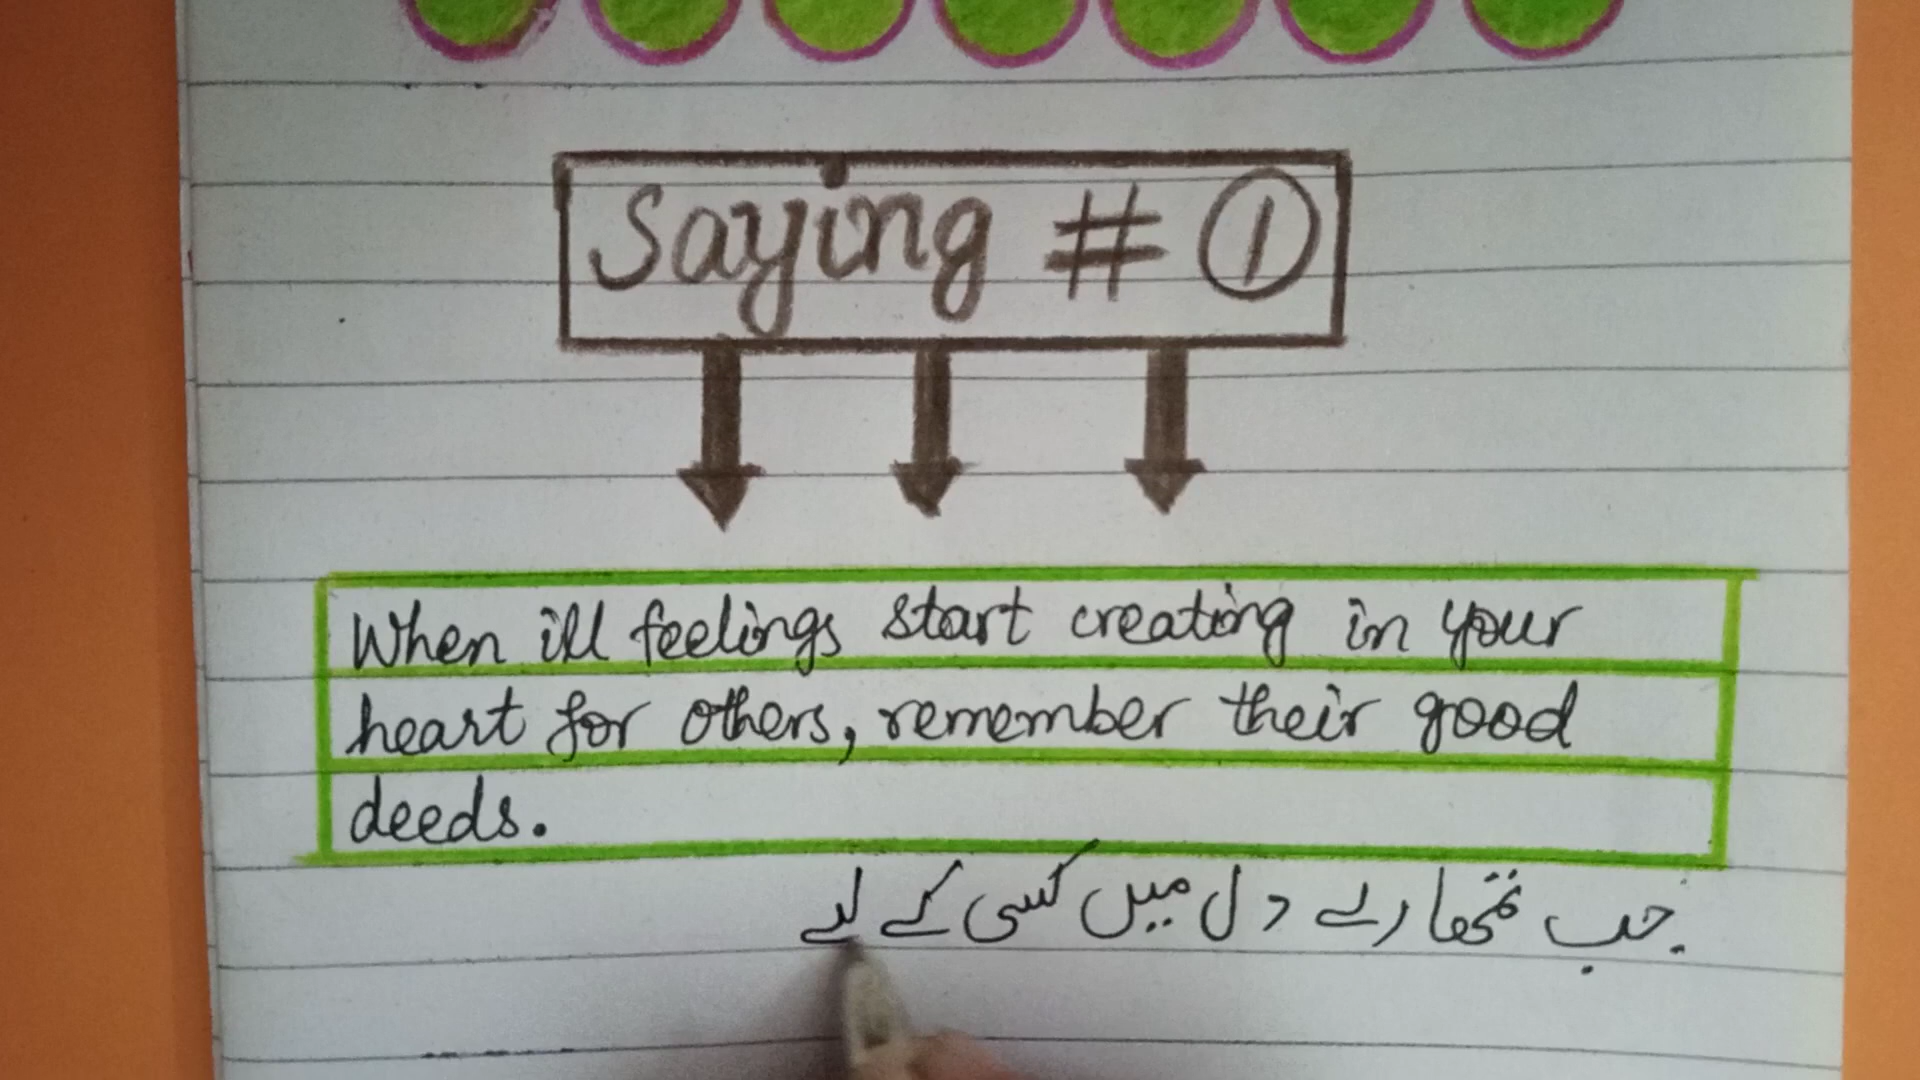 Saying # 1
When ill feelings start creating in your
heart for others, remember their good
deeds.
جب تمھارے دل میں کسی کے لیے